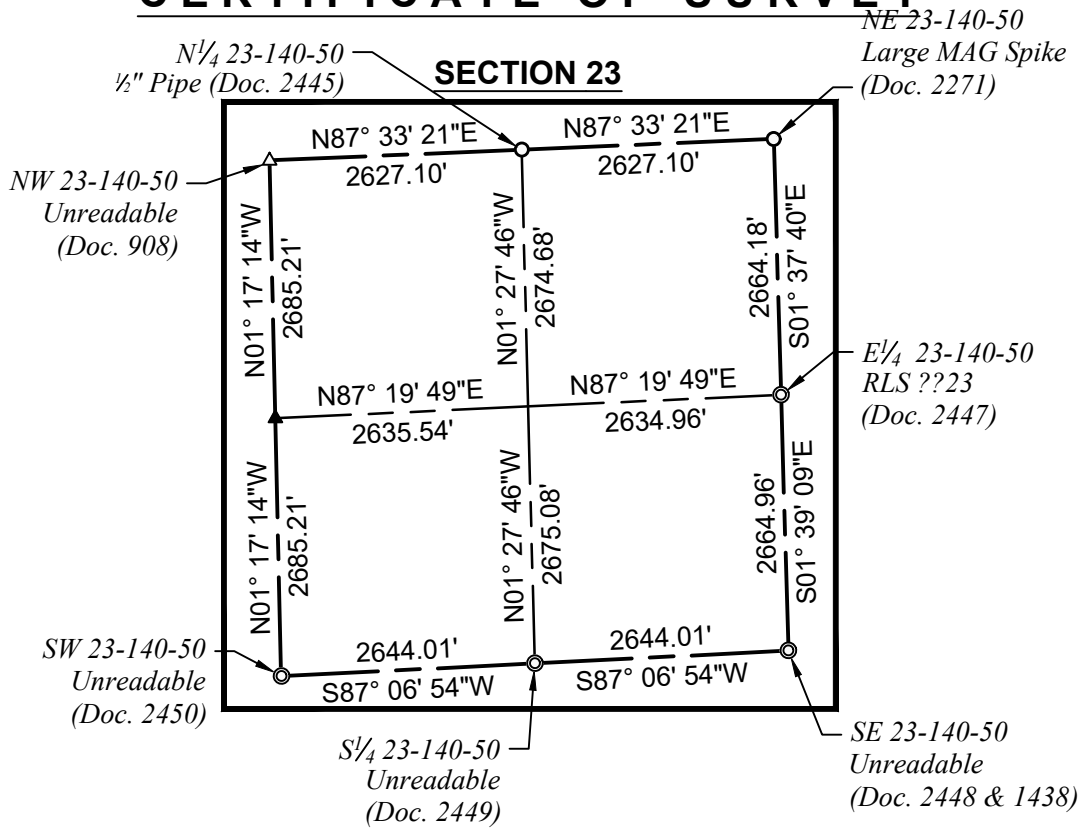 CERTIFICATE OF SURVEY
NE 23-140-50
Large MAG Spike
(Doc. 2271)
N1/4 23-140-50
½" Pipe (Doc. 2445)
SECTION 23
N87° 33' 21"E
2627.10'
N87° 33' 21"E
2627.10'
NW 23-140-50
Unreadable
(Doc. 908)
N01° 17' 14"W
2685.21'
N01° 27' 46"W
2674.68'
2664.18'
S01° 37' 40"E
E1/4 23-140-50
RLS ??23
(Doc. 2447)
N87° 19' 49"E
2635.54'
N87° 19' 49"E
2634.96'
N01° 17' 14"W
2685.21'
N01° 27' 46"W
2675.08'
2664.96'
S01° 39' 09"E
SW 23-140-50
Unreadable
(Doc. 2450)
2644.01'
S87° 06' 54"W
2644.01'
S87° 06' 54"W
S1/4 23-140-50
Unreadable
(Doc. 2449)
SE 23-140-50
Unreadable
(Doc. 2448 & 1438)